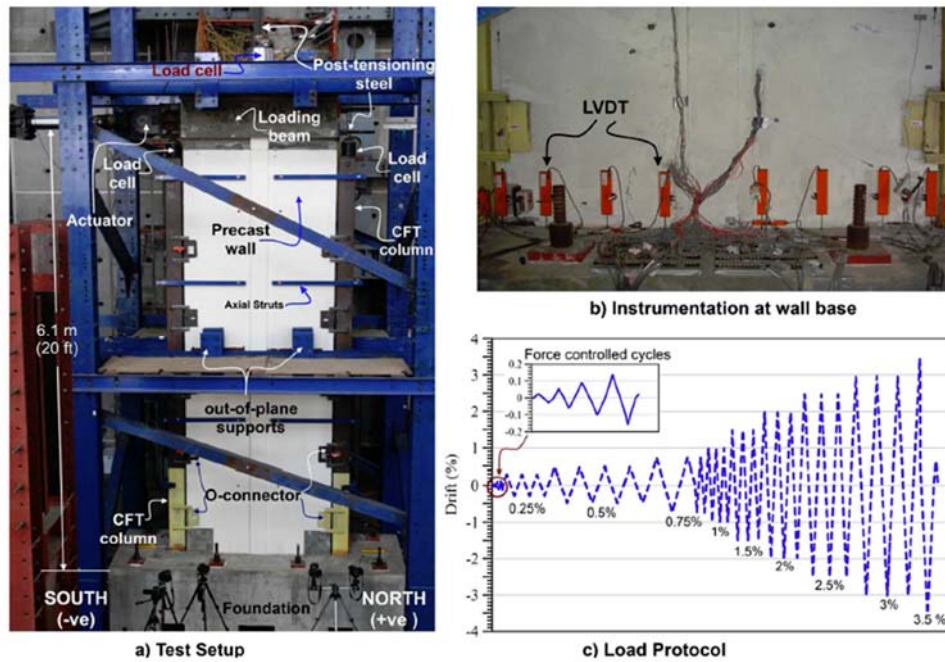 Load cell
Post-tensioning
steel
Loading
beam
Load
cell
Load
cell
Actuator
Precast
wall
CFT
column
Axial Struts
6.1 m
(20 ft)
out-of-plane
supports
O-connector
CFT
column
SOUTH
(-ve)
Foundation
NORTH
(+ve)
a) Test Setup
LVDT
b) Instrumentation at wall base
Force controlled cycles
0.2
0.1
0
-0.1
-0.2
Drift (%)
4
3
2
1
0
-1
-2
-3
-4
0.25%
0.5%
0.75%
1%
1.5%
2%
2.5%
3%
3.5 %
c) Load Protocol